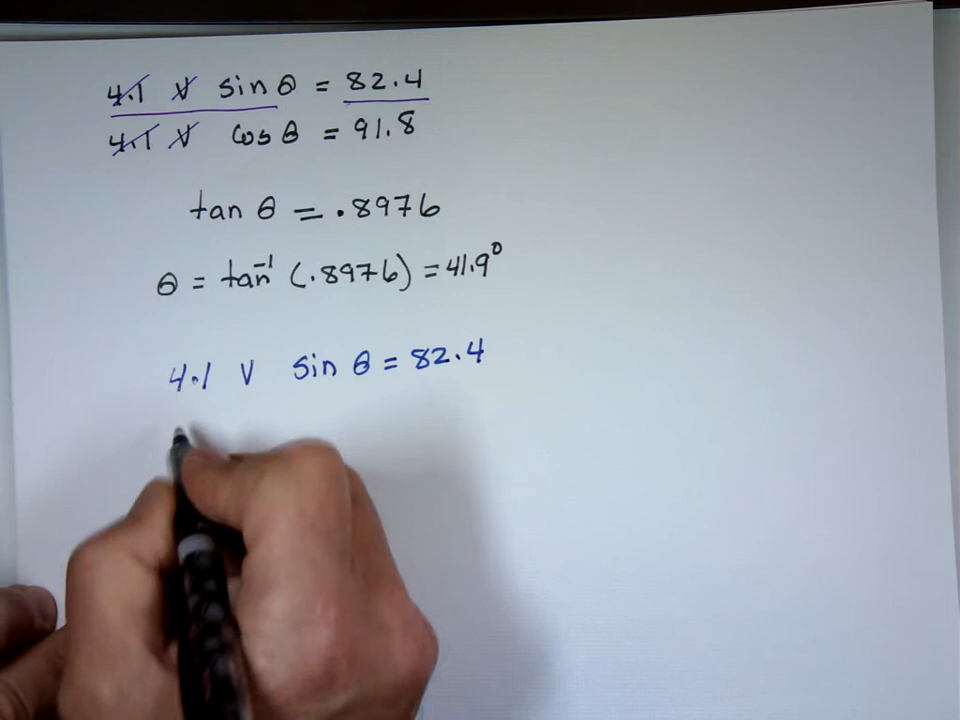 4.1 V sin θ = 82.4
4.1 V cos θ = 91.8
tan θ = .8976
θ = tan⁻¹ (.8976) = 41.9°
4.1 V sin θ = 82.4